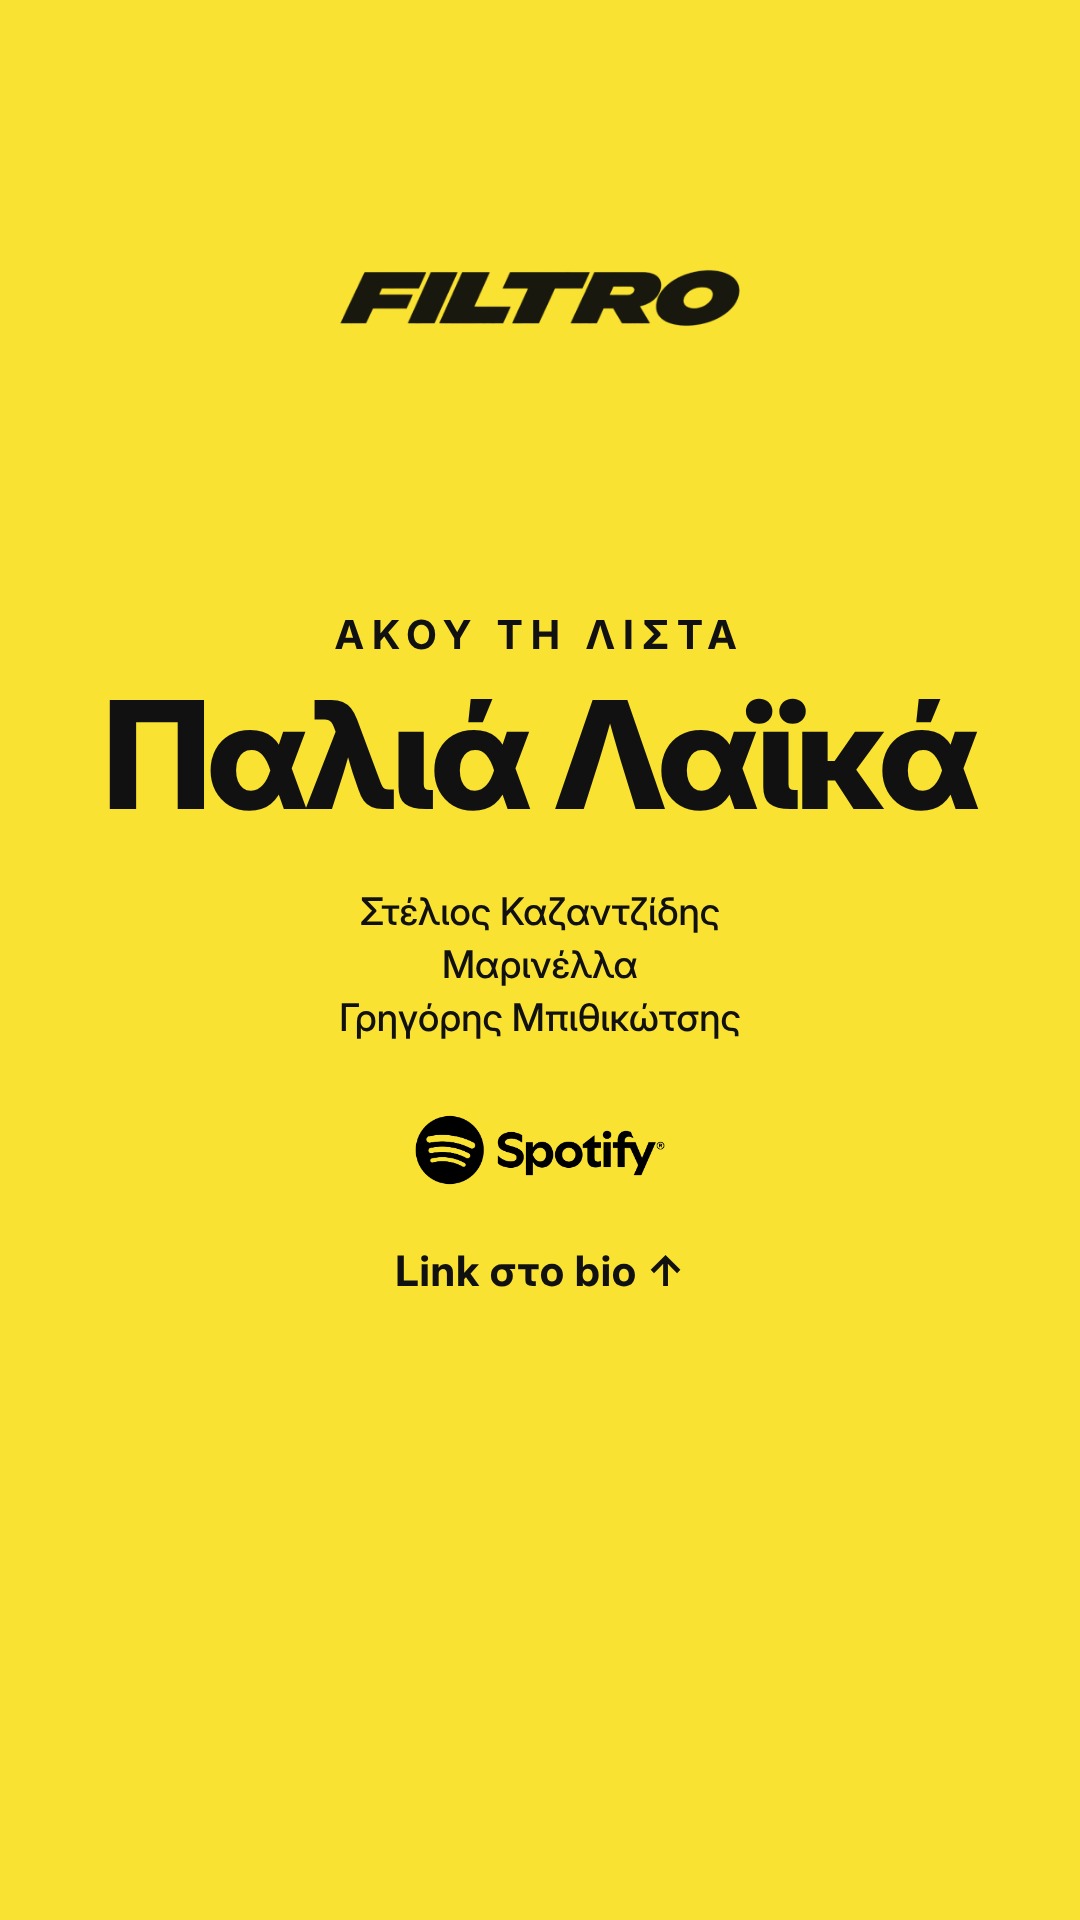 FILTRO
ΑΚΟΥ ΤΗ ΛΙΣΤΑ
Παλιά Λαϊκά
Στέλιος Καζαντζίδης
Μαρινέλλα
Γρηγόρης Μπιθικώτσης
Spotify®
Link στο bio ↑